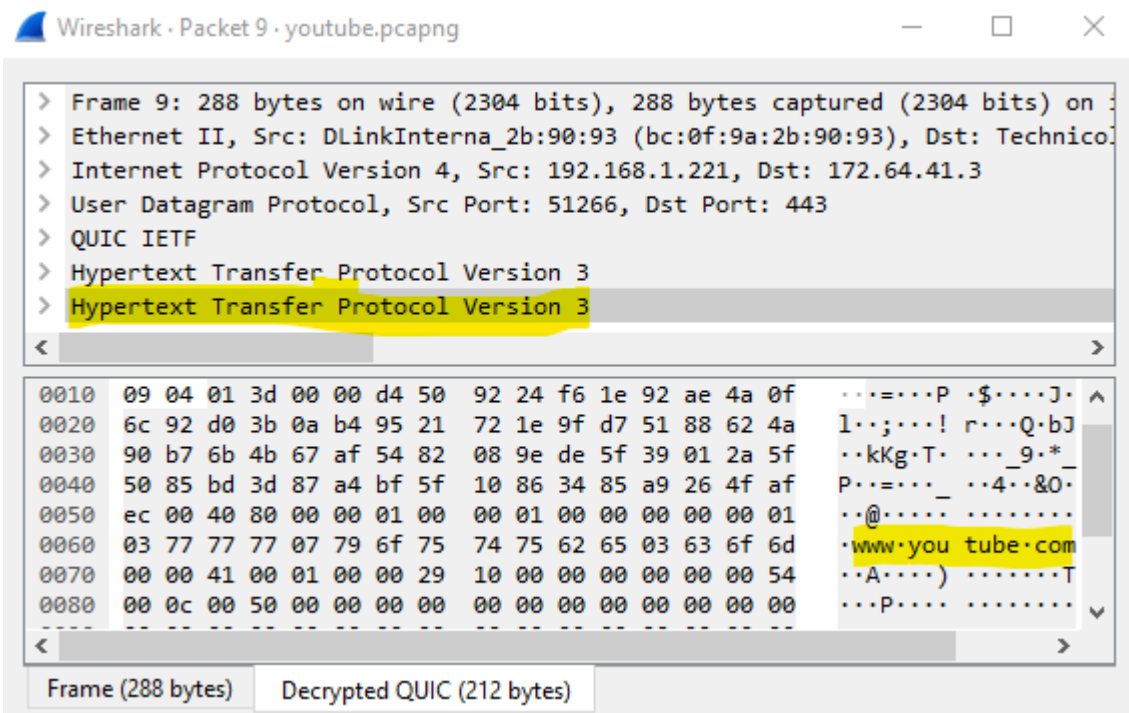 Wireshark · Packet 9 · youtube.pcapng
> Frame 9: 288 bytes on wire (2304 bits), 288 bytes captured (2304 bits) on
> Ethernet II, Src: DLinkInterna_2b:90:93 (bc:0f:9a:2b:90:93), Dst: Technicol
> Internet Protocol Version 4, Src: 192.168.1.221, Dst: 172.64.41.3
> User Datagram Protocol, Src Port: 51266, Dst Port: 443
> QUIC IETF
> Hypertext Transfer Protocol Version 3
> Hypertext Transfer Protocol Version 3
0010 09 04 01 3d 00 00 d4 50 92 24 f6 1e 92 ae 4a 0f ···=···P ·$····J·
0020 6c 92 d0 3b 0a b4 95 21 72 1e 9f d7 51 88 62 4a l··;···! r···Q·bJ
0030 90 b7 6b 4b 67 af 54 82 08 9e de 5f 39 01 2a 5f ··kKg·T· ···_9·*_
0040 50 85 bd 3d 87 a4 bf 5f 10 86 34 85 a9 26 4f af P··=···_ ··4··&O·
0050 ec 00 40 80 00 00 01 00 00 01 00 00 00 00 00 01 ··@····· ········
0060 03 77 77 77 07 79 6f 75 74 75 62 65 03 63 6f 6d ·www·you tube·com
0070 00 00 41 00 01 00 00 29 10 00 00 00 00 00 00 54 ··A····) ·······T
0080 00 0c 00 50 00 00 00 00 00 00 00 00 00 00 00 00 ···P···· ········
Frame (288 bytes) Decrypted QUIC (212 bytes)